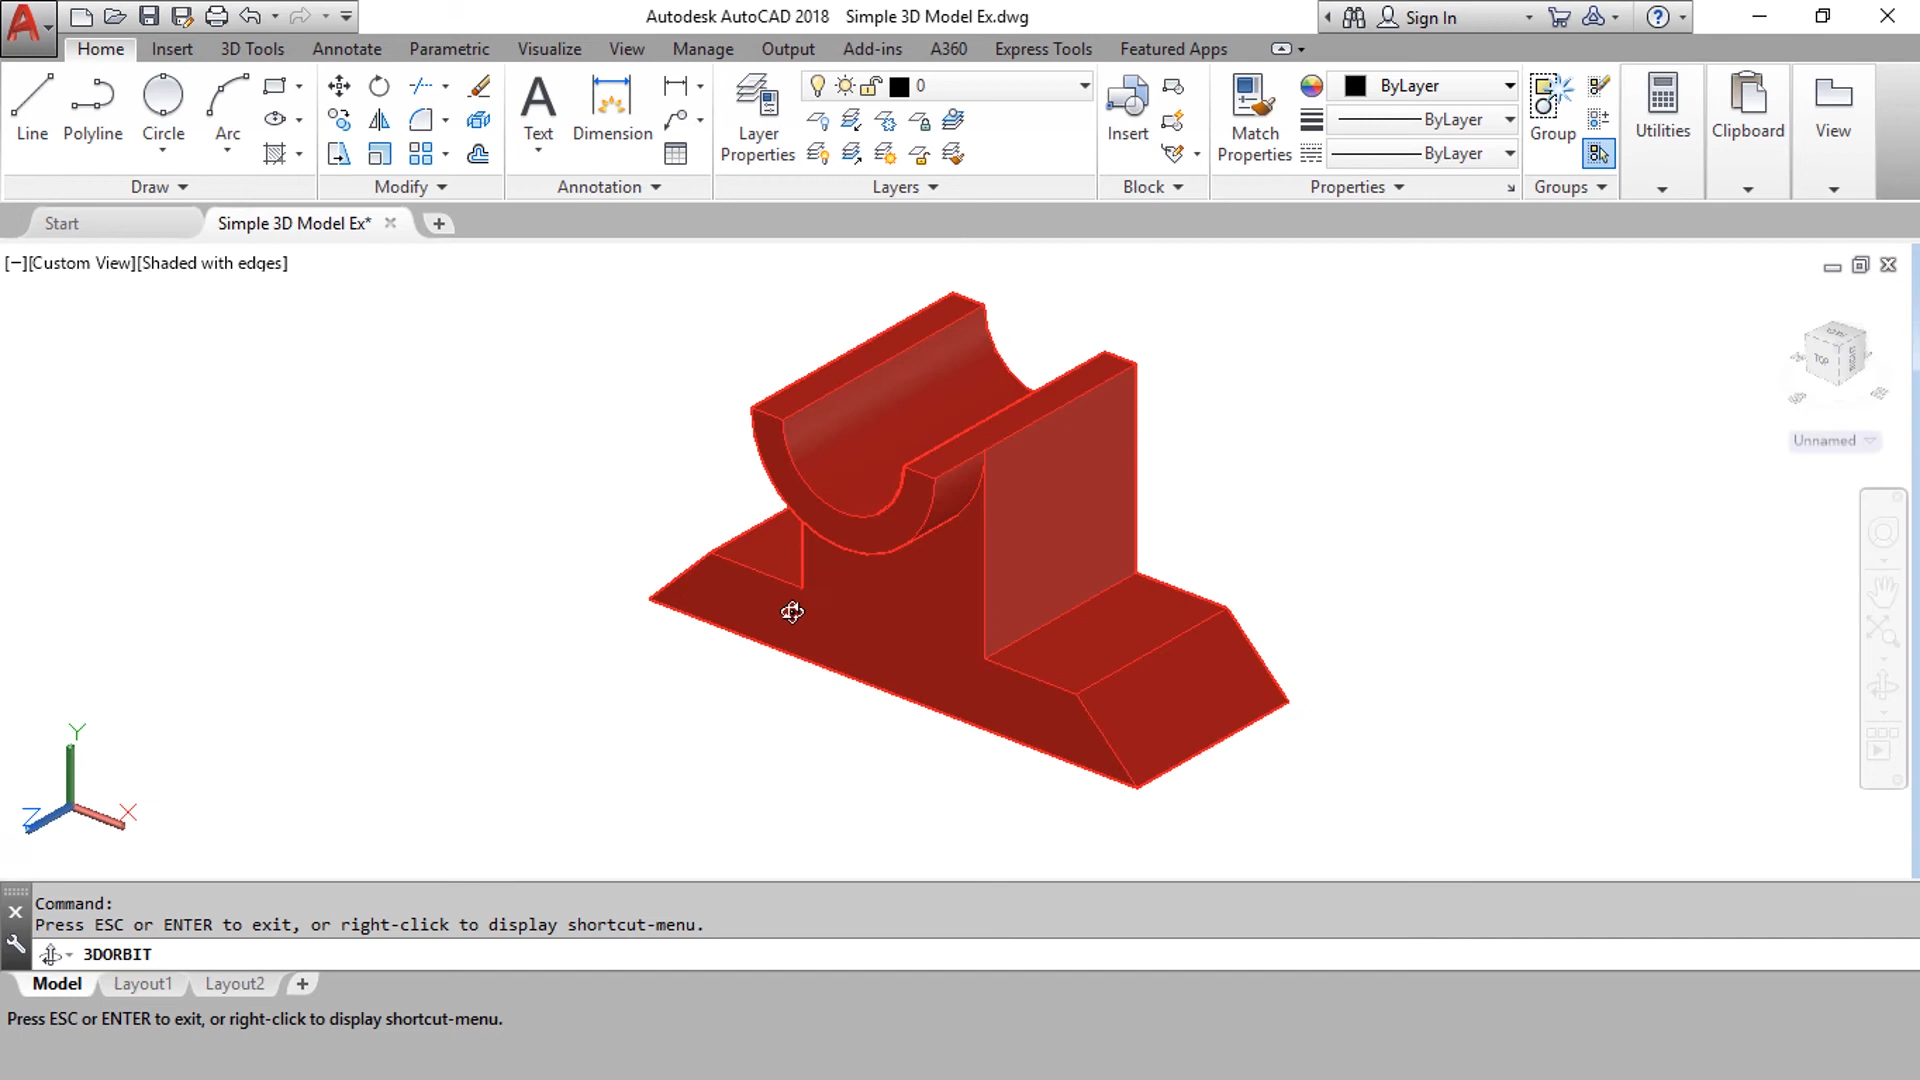 Autodesk AutoCAD 2018 Simple 3D Model Ex.dwg
Sign In
Home Insert 3D Tools Annotate Parametric Visualize View Manage Output Add-ins A360 Express Tools Featured Apps
0 ByLayer
ByLayer
ByLayer
Line Polyline Circle Arc Text Dimension Layer Properties Insert Match Properties Group Utilities Clipboard View
Draw Modify Annotation Layers Block Properties Groups
Start Simple 3D Model Ex*
[−][Custom View][Shaded with edges]
TOP
Unnamed
Y
Z X
Command:
Press ESC or ENTER to exit, or right-click to display shortcut-menu.
3DORBIT
Model Layout1 Layout2
Press ESC or ENTER to exit, or right-click to display shortcut-menu.